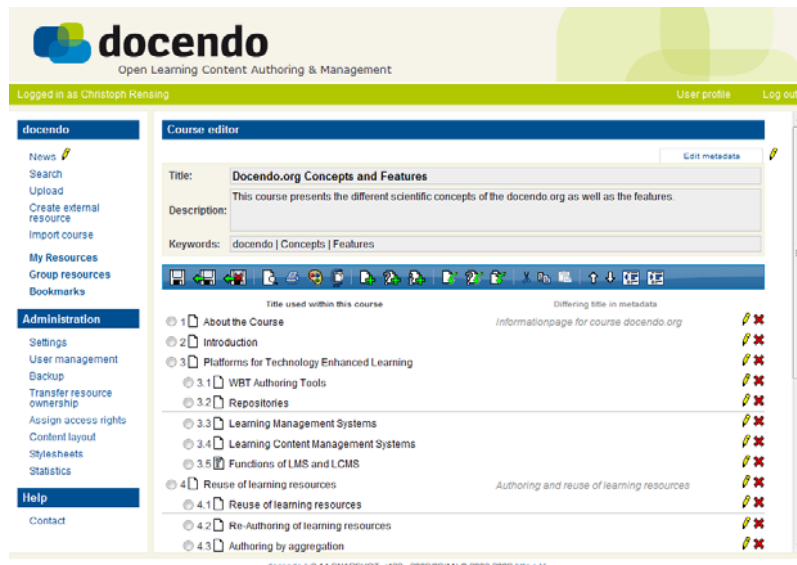 docendo
Open Learning Content Authoring & Management
Logged in as Christoph Rensing
User profile
Log out
docendo
News
Search
Upload
Create external
resource
Import course
My Resources
Group resources
Bookmarks
Administration
Settings
User management
Backup
Transfer resource
ownership
Assign access rights
Content layout
Stylesheets
Statistics
Help
Contact
Course editor
Edit metadata
Title: Docendo.org Concepts and Features
Description: This course presents the different scientific concepts of the docendo.org as well as the features.
Keywords: docendo | Concepts | Features
Title used within this course
Differing title in metadata
1 About the Course
Informationpage for course docendo.org
2 Introduction
3 Platforms for Technology Enhanced Learning
3.1 WBT Authoring Tools
3.2 Repositories
3.3 Learning Management Systems
3.4 Learning Content Management Systems
3.5 Functions of LMS and LCMS
4 Reuse of learning resources
Authoring and reuse of learning resources
4.1 Reuse of learning resources
4.2 Re-Authoring of learning resources
4.3 Authoring by aggregation